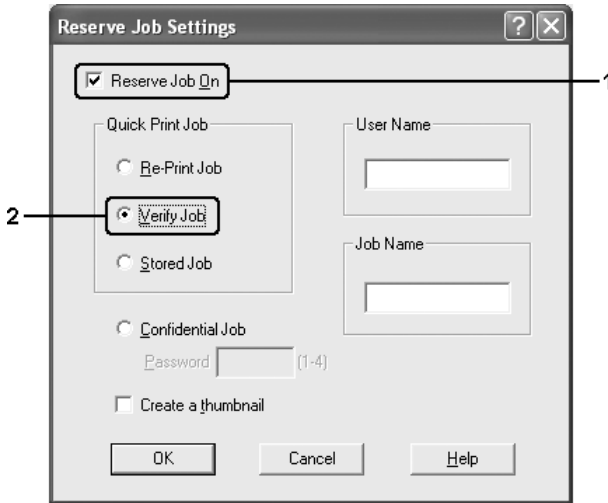 Reserve Job Settings
Reserve Job On
1
Quick Print Job
User Name
Re-Print Job
2
Verify Job
Job Name
Stored Job
Confidential Job
Password (1-4)
Create a thumbnail
OK Cancel Help